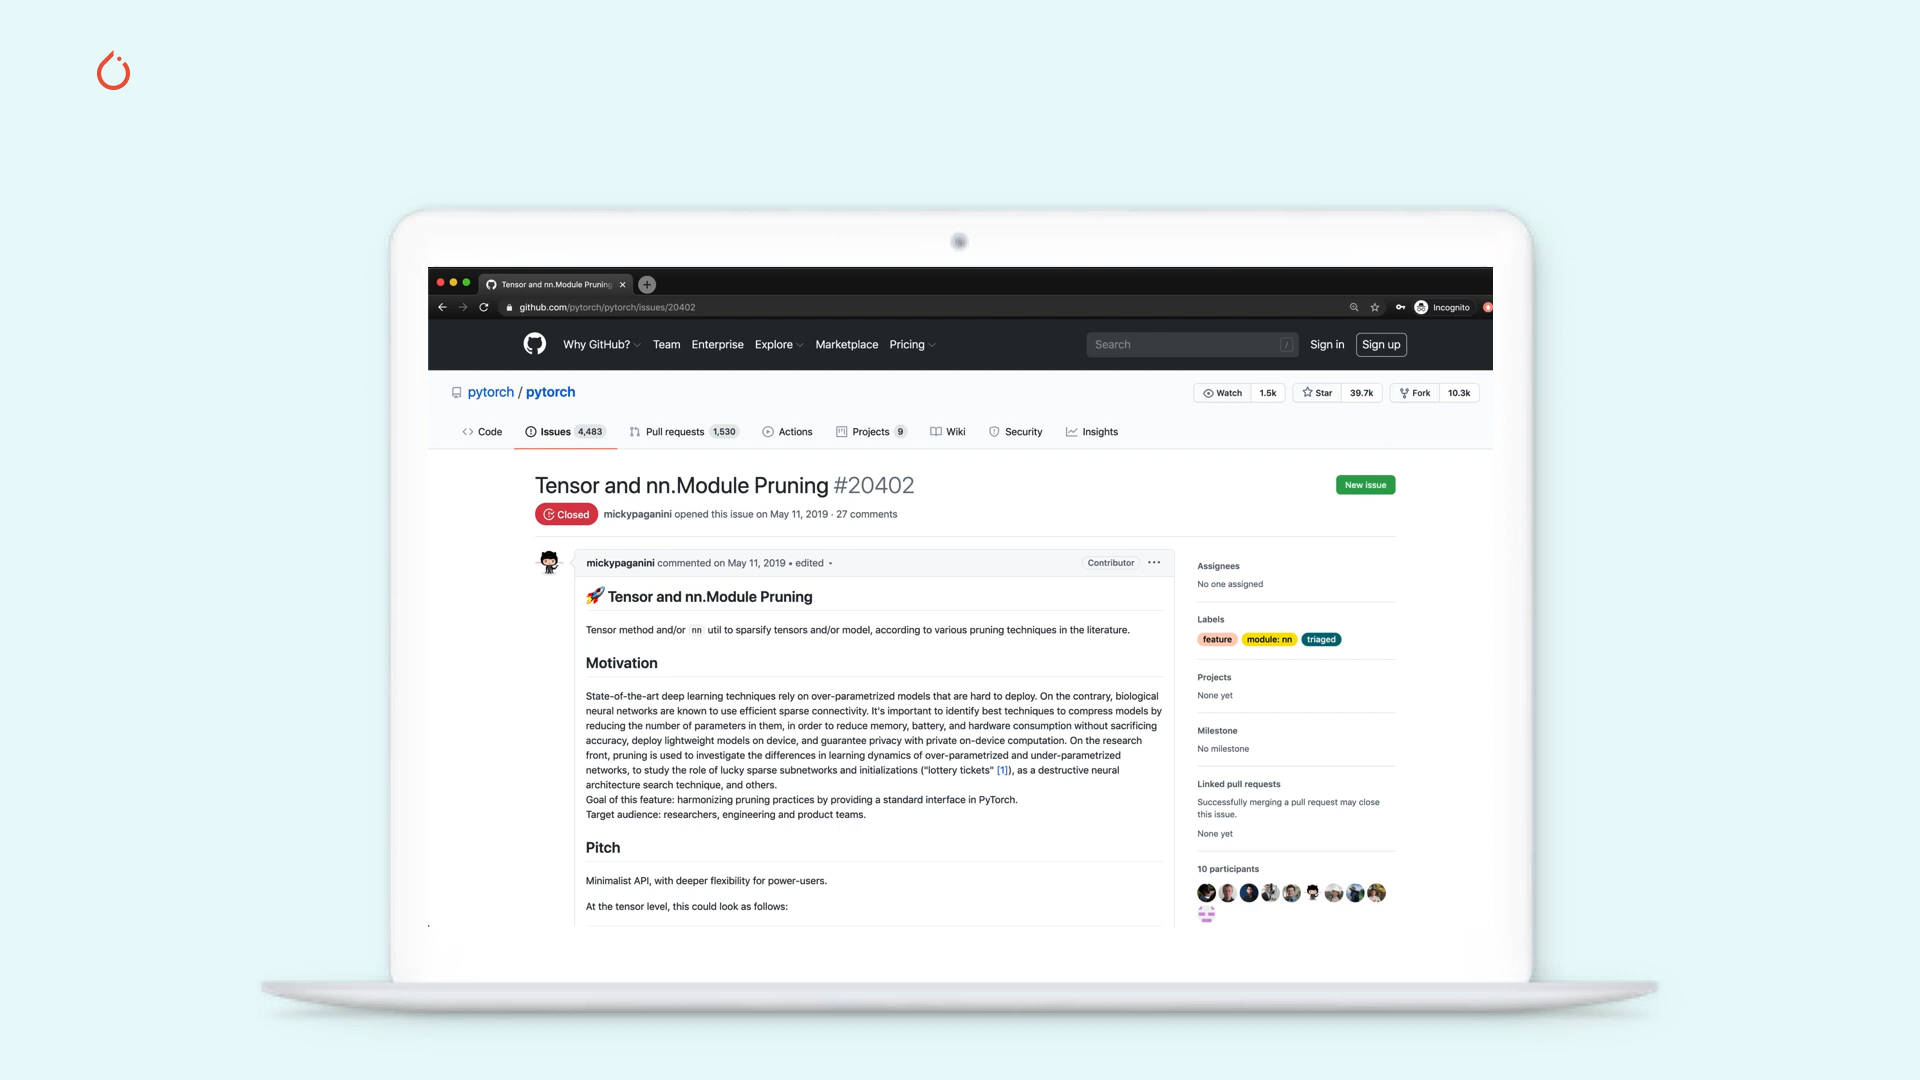 Tensor and nn.Module Pruning
github.com/pytorch/pytorch/issues/20402
Incognito
Why GitHub? Team Enterprise Explore Marketplace Pricing
Search /
Sign in Sign up
pytorch / pytorch
Watch 1.5k Star 39.7k Fork 10.3k
Code Issues 4,483 Pull requests 1,530 Actions Projects 9 Wiki Security Insights
Tensor and nn.Module Pruning #20402
New issue
Closed mickypaganini opened this issue on May 11, 2019 · 27 comments
mickypaganini commented on May 11, 2019 • edited
Contributor
Tensor and nn.Module Pruning
Tensor method and/or nn util to sparsify tensors and/or model, according to various pruning techniques in the literature.
Motivation
State-of-the-art deep learning techniques rely on over-parametrized models that are hard to deploy. On the contrary, biological
neural networks are known to use efficient sparse connectivity. It's important to identify best techniques to compress models by
reducing the number of parameters in them, in order to reduce memory, battery, and hardware consumption without sacrificing
accuracy, deploy lightweight models on device, and guarantee privacy with private on-device computation. On the research
front, pruning is used to investigate the differences in learning dynamics of over-parametrized and under-parametrized
networks, to study the role of lucky sparse subnetworks and initializations ("lottery tickets" [1]), as a destructive neural
architecture search technique, and others.
Goal of this feature: harmonizing pruning practices by providing a standard interface in PyTorch.
Target audience: researchers, engineering and product teams.
Pitch
Minimalist API, with deeper flexibility for power-users.
At the tensor level, this could look as follows:
Assignees
No one assigned
Labels
feature module: nn triaged
Projects
None yet
Milestone
No milestone
Linked pull requests
Successfully merging a pull request may close
this issue.
None yet
10 participants